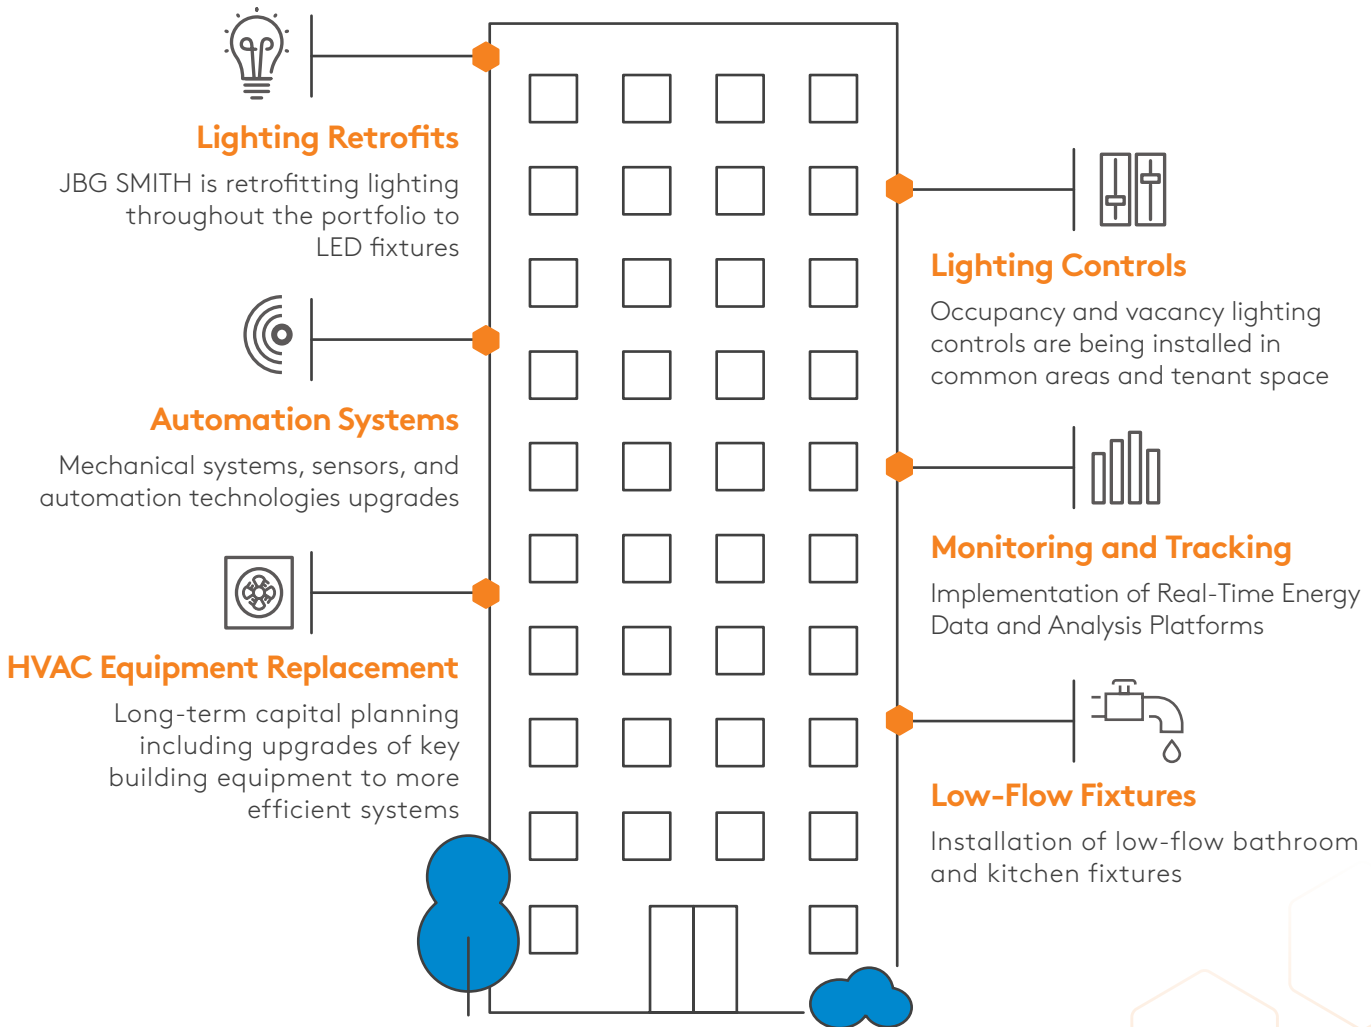 Lighting Retrofits
JBG SMITH is retrofitting lighting
throughout the portfolio to
LED fixtures
Automation Systems
Mechanical systems, sensors, and
automation technologies upgrades
HVAC Equipment Replacement
Long-term capital planning
including upgrades of key
building equipment to more
efficient systems
Lighting Controls
Occupancy and vacancy lighting
controls are being installed in
common areas and tenant space
Monitoring and Tracking
Implementation of Real-Time Energy
Data and Analysis Platforms
Low-Flow Fixtures
Installation of low-flow bathroom
and kitchen fixtures